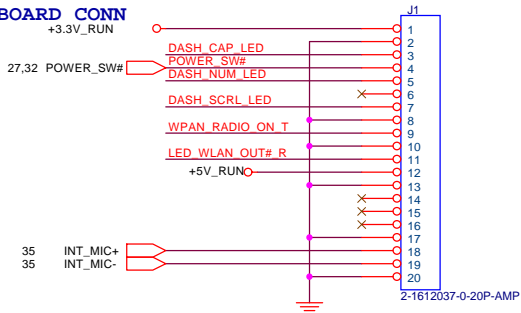 BOARD CONN
J1
+3.3V_RUN
1
2
DASH_CAP_LED
3
27,32 POWER_SW#
POWER_SW#
4
DASH_NUM_LED
5
6
DASH_SCRL_LED
7
8
WPAN_RADIO_ON_T
9
10
LED_WLAN_OUT#_R
11
+5V_RUN
12
13
14
15
16
17
35 INT_MIC+
18
35 INT_MIC-
19
20
2-1612037-0-20P-AMP